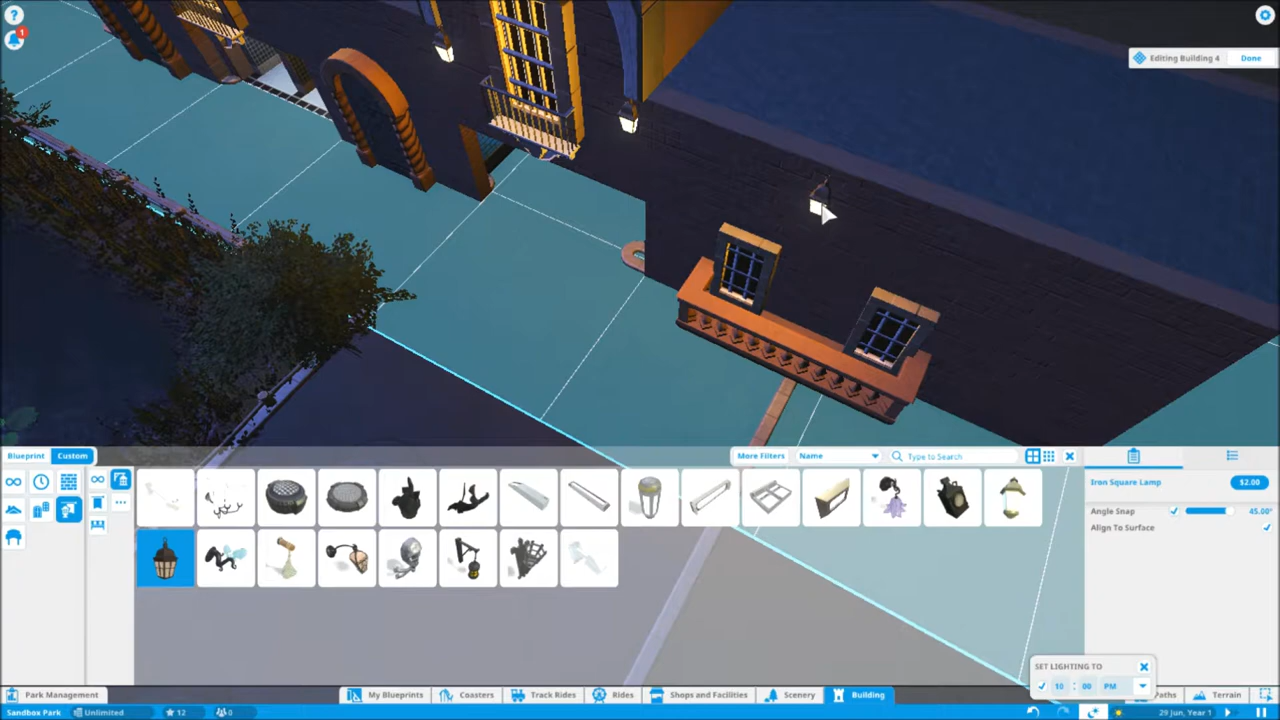 ?
1
Editing Building 4 Done
Blueprint Custom More Filters Name Type to Search
Iron Square Lamp $2.00
Angle Snap 45.00°
Align To Surface
SET LIGHTING TO
10 : 00 PM
Park Management My Blueprints Coasters Track Rides Rides Shops and Facilities Scenery Building Paths Terrain
Sandbox Park Unlimited 12 0 29 Jun, Year 1